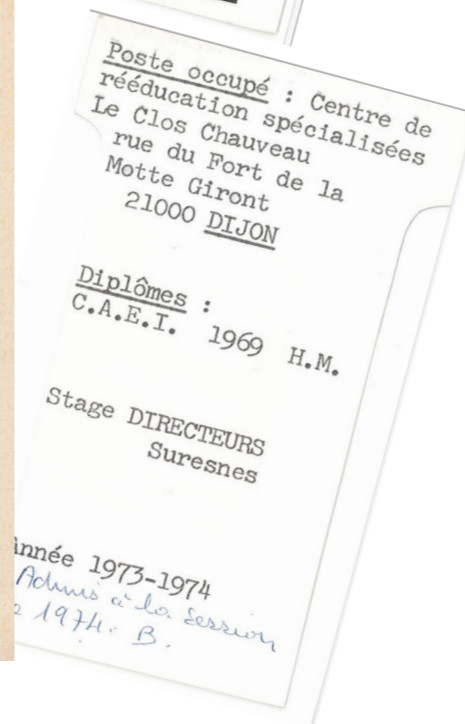 Poste occupé : Centre de
rééducation spécialisées
Le Clos Chauveau
rue du Fort de la
Motte Giront
21000 DIJON
Diplômes :
C.A.E.I. 1969 H.M.
Stage DIRECTEURS
Suresnes
Année 1973-1974
Admis à la Session
1974. B.